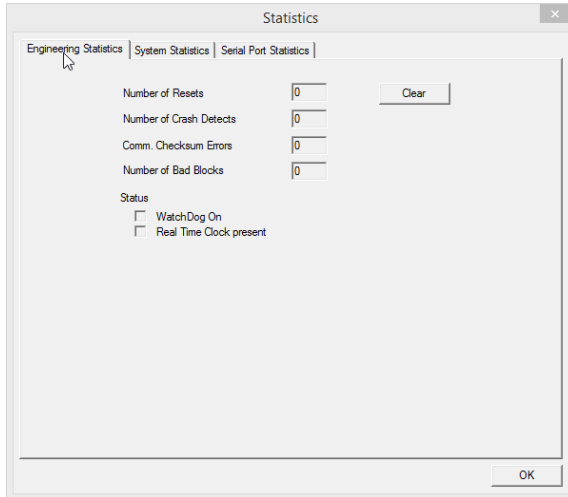 Statistics
Engineering Statistics System Statistics Serial Port Statistics
Number of Resets 0 Clear
Number of Crash Detects 0
Comm. Checksum Errors 0
Number of Bad Blocks 0
Status
WatchDog On
Real Time Clock present
OK